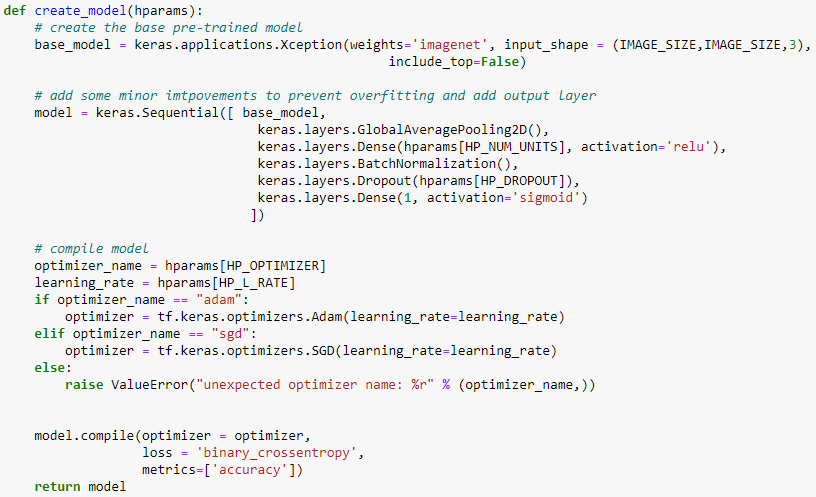 def create_model(hparams):
    # create the base pre-trained model
    base_model = keras.applications.Xception(weights='imagenet', input_shape = (IMAGE_SIZE,IMAGE_SIZE,3),
                                              include_top=False)

    # add some minor imtpovements to prevent overfitting and add output layer
    model = keras.Sequential([ base_model,
                             keras.layers.GlobalAveragePooling2D(),
                             keras.layers.Dense(hparams[HP_NUM_UNITS], activation='relu'),
                             keras.layers.BatchNormalization(),
                             keras.layers.Dropout(hparams[HP_DROPOUT]),
                             keras.layers.Dense(1, activation='sigmoid')
                            ])

    # compile model
    optimizer_name = hparams[HP_OPTIMIZER]
    learning_rate = hparams[HP_L_RATE]
    if optimizer_name == "adam":
        optimizer = tf.keras.optimizers.Adam(learning_rate=learning_rate)
    elif optimizer_name == "sgd":
        optimizer = tf.keras.optimizers.SGD(learning_rate=learning_rate)
    else:
        raise ValueError("unexpected optimizer name: %r" % (optimizer_name,))


    model.compile(optimizer = optimizer,
                  loss = 'binary_crossentropy',
                  metrics=['accuracy'])
    return model